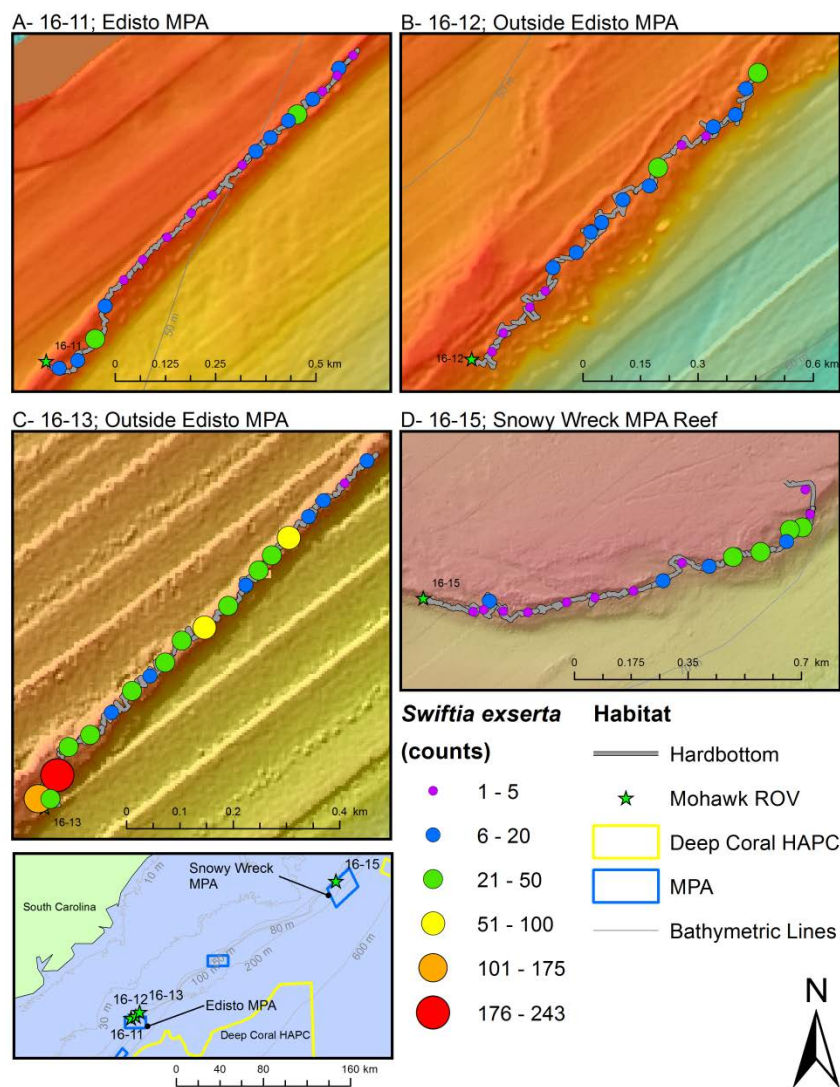 A- 16-11; Edisto MPA
16-11
50 m
0 0.125 0.25 0.5 km
B- 16-12; Outside Edisto MPA
16-12
0 0.15 0.3 0.6 km
C- 16-13; Outside Edisto MPA
16-13
0 0.1 0.2 0.4 km
D- 16-15; Snowy Wreck MPA Reef
16-15
0 0.175 0.35 0.7 km
Swiftia exserta
(counts)
1 - 5
6 - 20
21 - 50
51 - 100
101 - 175
176 - 243
Habitat
Hardbottom
Mohawk ROV
Deep Coral HAPC
MPA
Bathymetric Lines
N
South Carolina
10 m
Snowy Wreck
MPA
16-15
80 m
100 m
200 m
600 m
30 m
16-12
16-13
16-11
Edisto MPA
Deep Coral HAPC
0 20 40 80 120 160 km